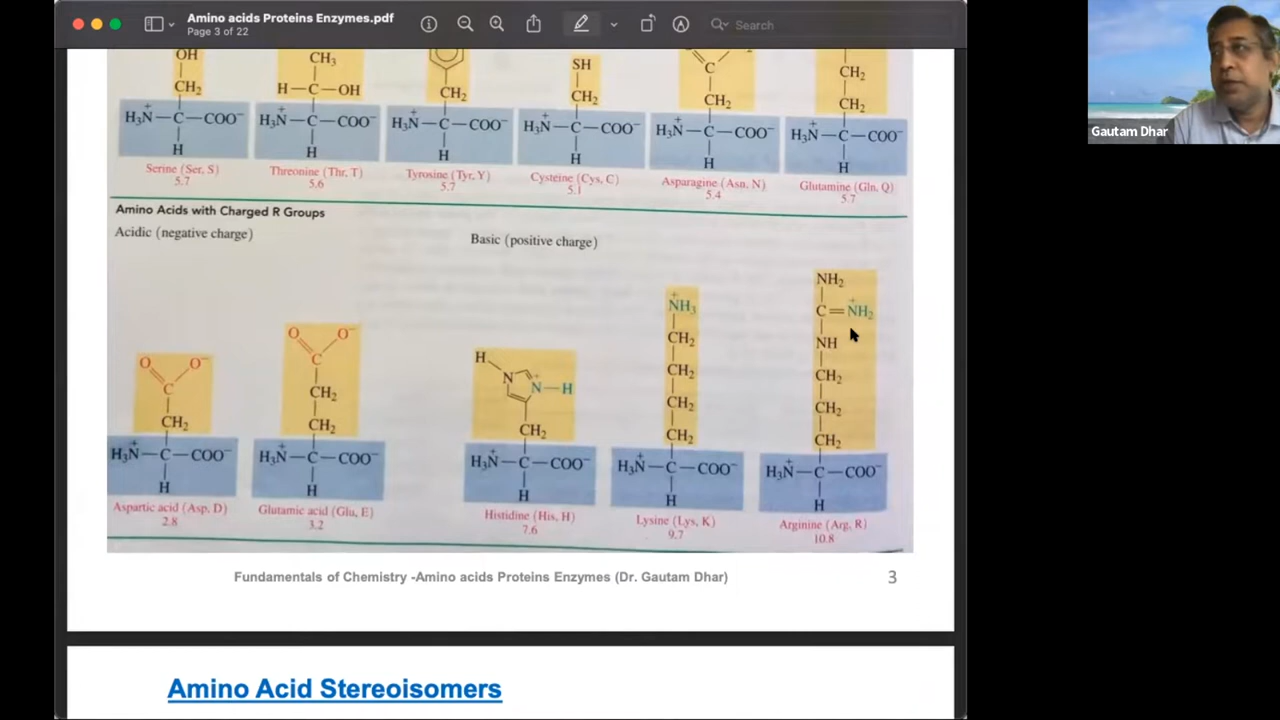 Amino acids Proteins Enzymes.pdf
Page 3 of 22
Search
Gautam Dhar
OH
CH₂
H₃N⁺—C—COO⁻
H
Serine (Ser, S)
5.7
CH₃
H—C—OH
H₃N⁺—C—COO⁻
H
Threonine (Thr, T)
5.6
CH₂
H₃N⁺—C—COO⁻
H
Tyrosine (Tyr, Y)
5.7
SH
CH₂
H₃N⁺—C—COO⁻
H
Cysteine (Cys, C)
5.1
C
CH₂
H₃N⁺—C—COO⁻
H
Asparagine (Asn, N)
5.4
CH₂
CH₂
H₃N⁺—C—COO⁻
H
Glutamine (Gln, Q)
5.7
Amino Acids with Charged R Groups
Acidic (negative charge)
Basic (positive charge)
O O⁻
C
CH₂
H₃N⁺—C—COO⁻
H
Aspartic acid (Asp, D)
2.8
O O⁻
C
CH₂
CH₂
H₃N⁺—C—COO⁻
H
Glutamic acid (Glu, E)
3.2
H
N N⁺—H
CH₂
H₃N⁺—C—COO⁻
H
Histidine (His, H)
7.6
NH₃⁺
CH₂
CH₂
CH₂
CH₂
H₃N⁺—C—COO⁻
H
Lysine (Lys, K)
9.7
NH₂
C=NH₂⁺
NH
CH₂
CH₂
CH₂
H₃N⁺—C—COO⁻
H
Arginine (Arg, R)
10.8
Fundamentals of Chemistry -Amino acids Proteins Enzymes (Dr. Gautam Dhar)
3
Amino Acid Stereoisomers